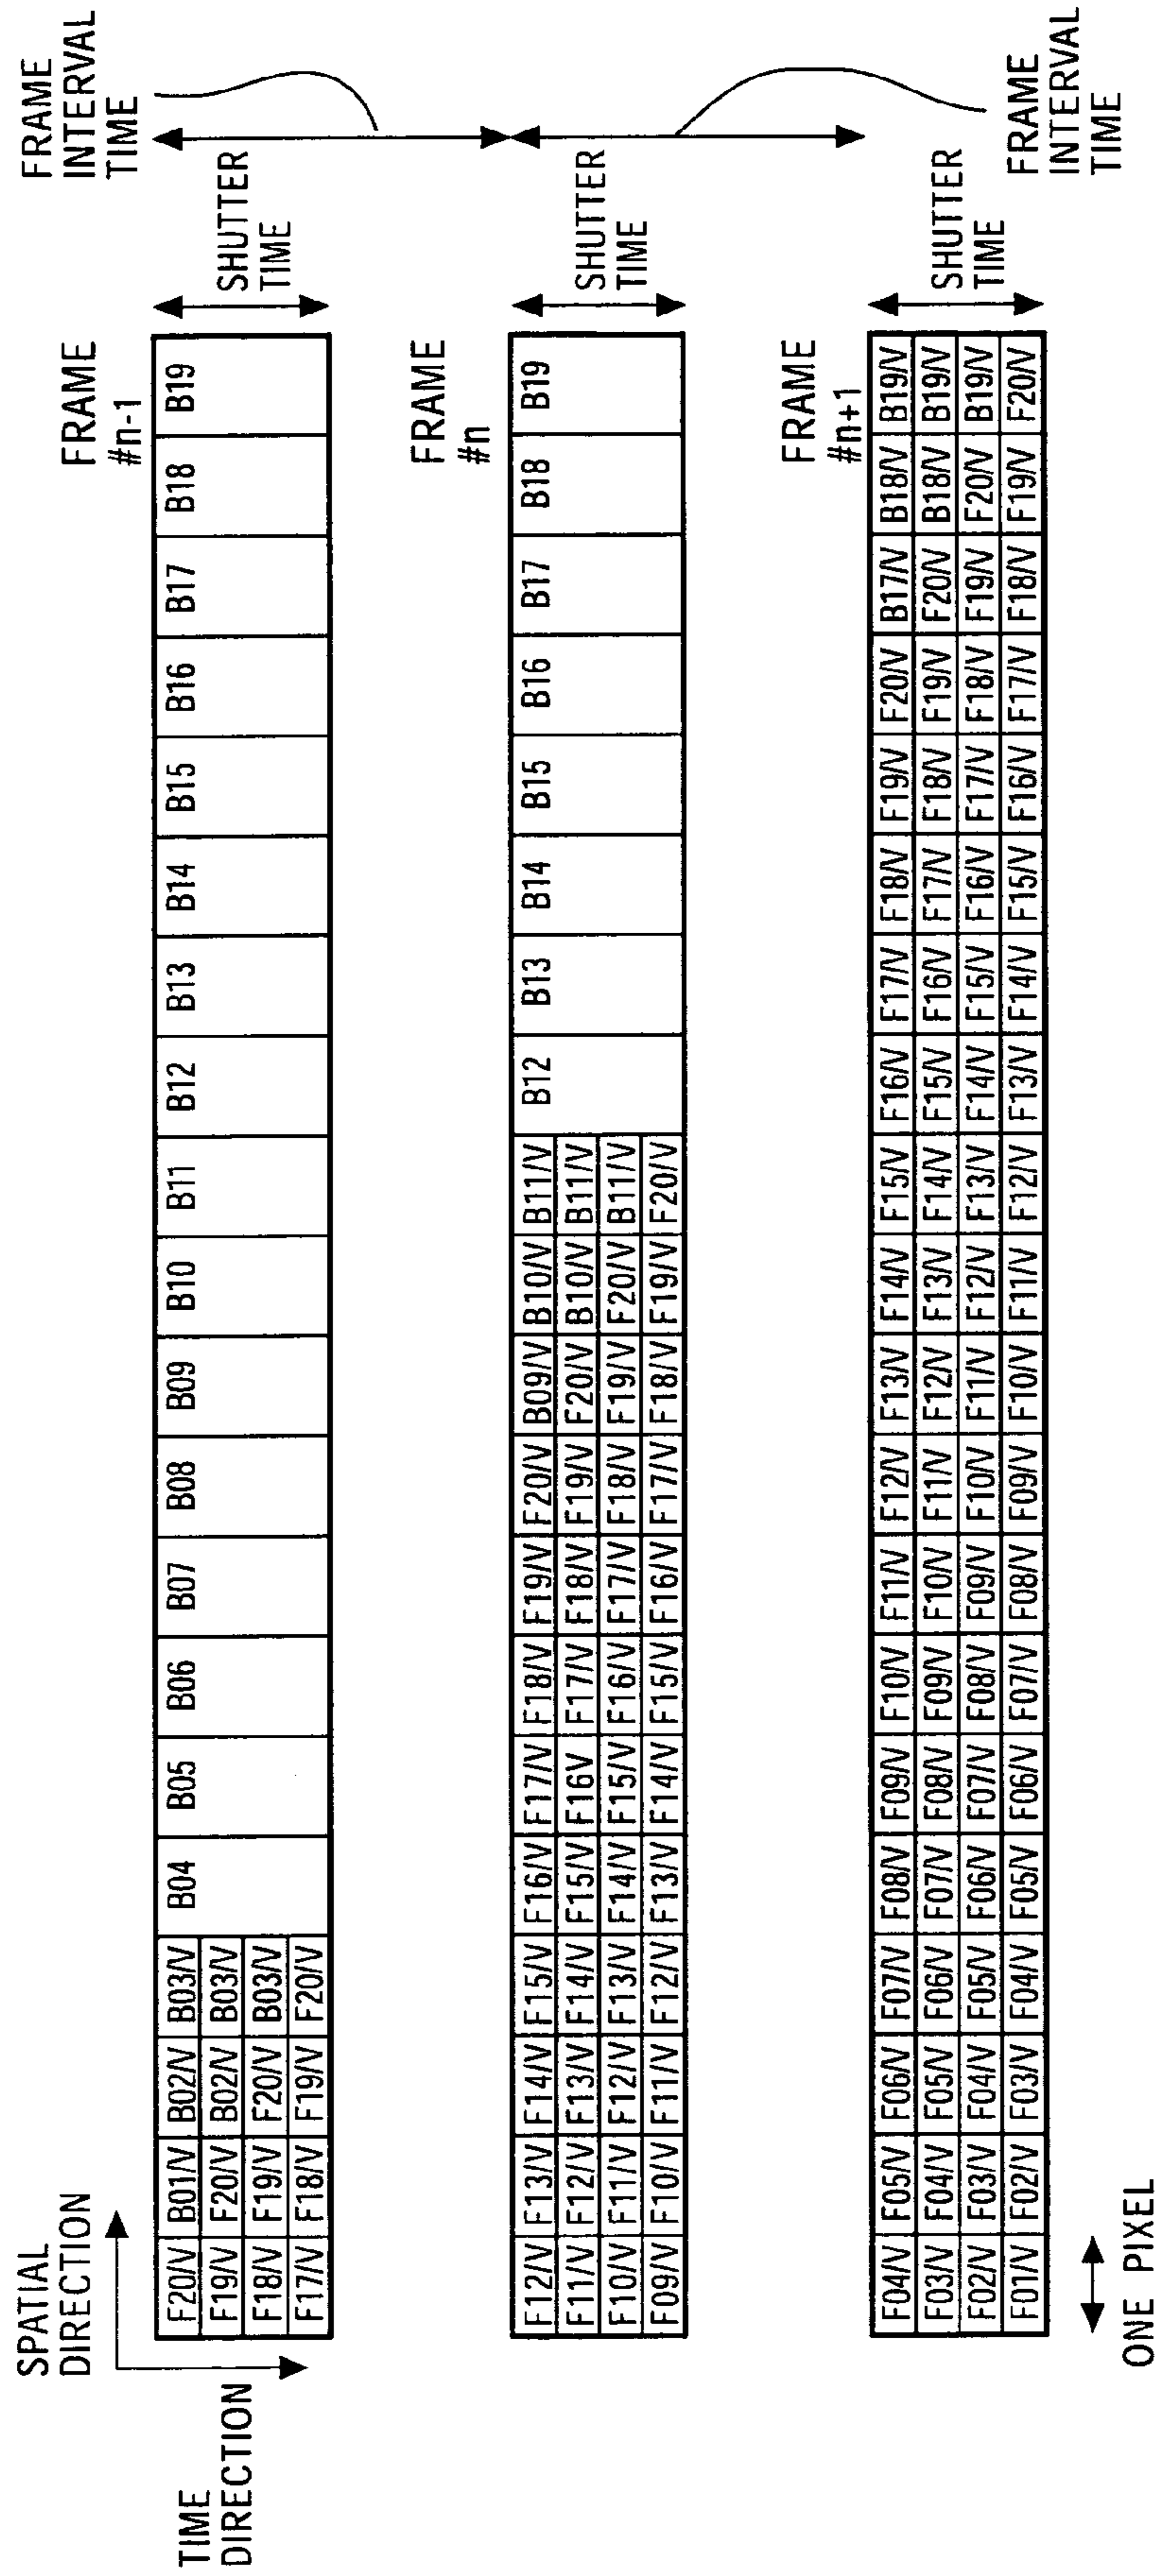 SPATIAL
DIRECTION
TIME
DIRECTION
FRAME
#n-1
FRAME
INTERVAL
TIME
SHUTTER
TIME
F20/V B01/V B02/V B03/V B04 B05 B06 B07 B08 B09 B10 B11 B12 B13 B14 B15 B16 B17 B18 B19
F19/V F20/V B02/V B03/V
F18/V F19/V F20/V B03/V
F17/V F18/V F19/V F20/V
FRAME
#n
SHUTTER
TIME
F12/V F13/V F14/V F15/V F16/V F17/V F18/V F19/V F20/V B09/V B10/V B11/V B12 B13 B14 B15 B16 B17 B18 B19
F11/V F12/V F13/V F14/V F15/V F16V F17/V F18/V F19/V F20/V B10/V B11/V
F10/V F11/V F12/V F13/V F14/V F15/V F16/V F17/V F18/V F19/V F20/V B11/V
F09/V F10/V F11/V F12/V F13/V F14/V F15/V F16/V F17/V F18/V F19/V F20/V
FRAME
#n+1
SHUTTER
TIME
FRAME
INTERVAL
TIME
F04/V F05/V F06/V F07/V F08/V F09/V F10/V F11/V F12/V F13/V F14/V F15/V F16/V F17/V F18/V F19/V F20/V B17/V B18/V B19/V
F03/V F04/V F05/V F06/V F07/V F08/V F09/V F10/V F11/V F12/V F13/V F14/V F15/V F16/V F17/V F18/V F19/V F20/V B18/V B19/V
F02/V F03/V F04/V F05/V F06/V F07/V F08/V F09/V F10/V F11/V F12/V F13/V F14/V F15/V F16/V F17/V F18/V F19/V F20/V B19/V
F01/V F02/V F03/V F04/V F05/V F06/V F07/V F08/V F09/V F10/V F11/V F12/V F13/V F14/V F15/V F16/V F17/V F18/V F19/V F20/V
ONE PIXEL